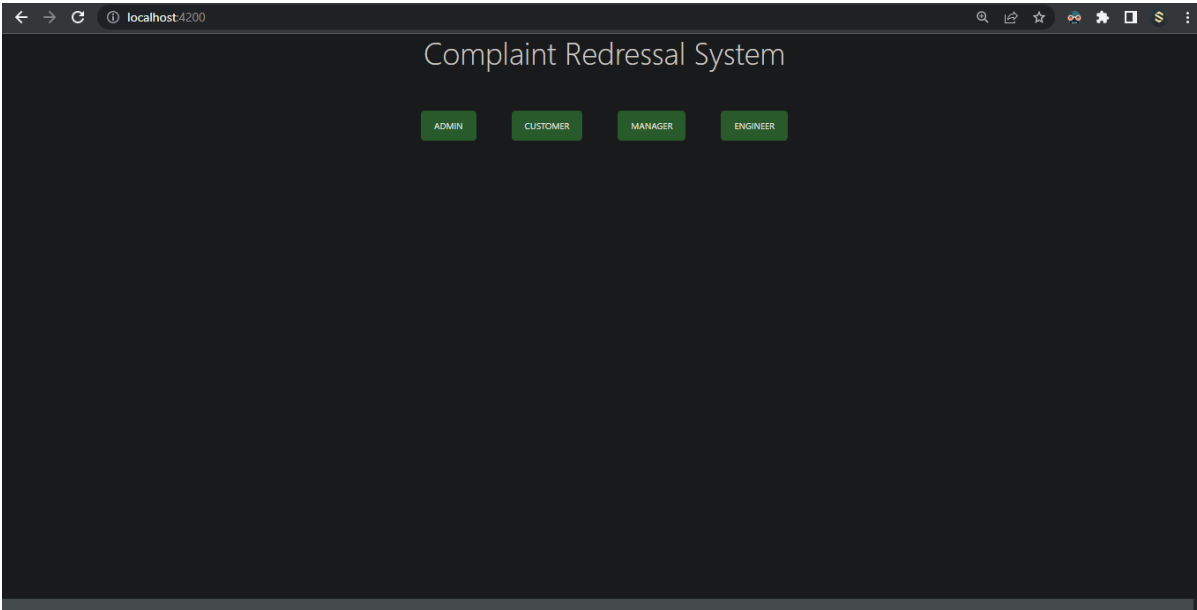 localhost:4200
Complaint Redressal System
ADMIN CUSTOMER MANAGER ENGINEER